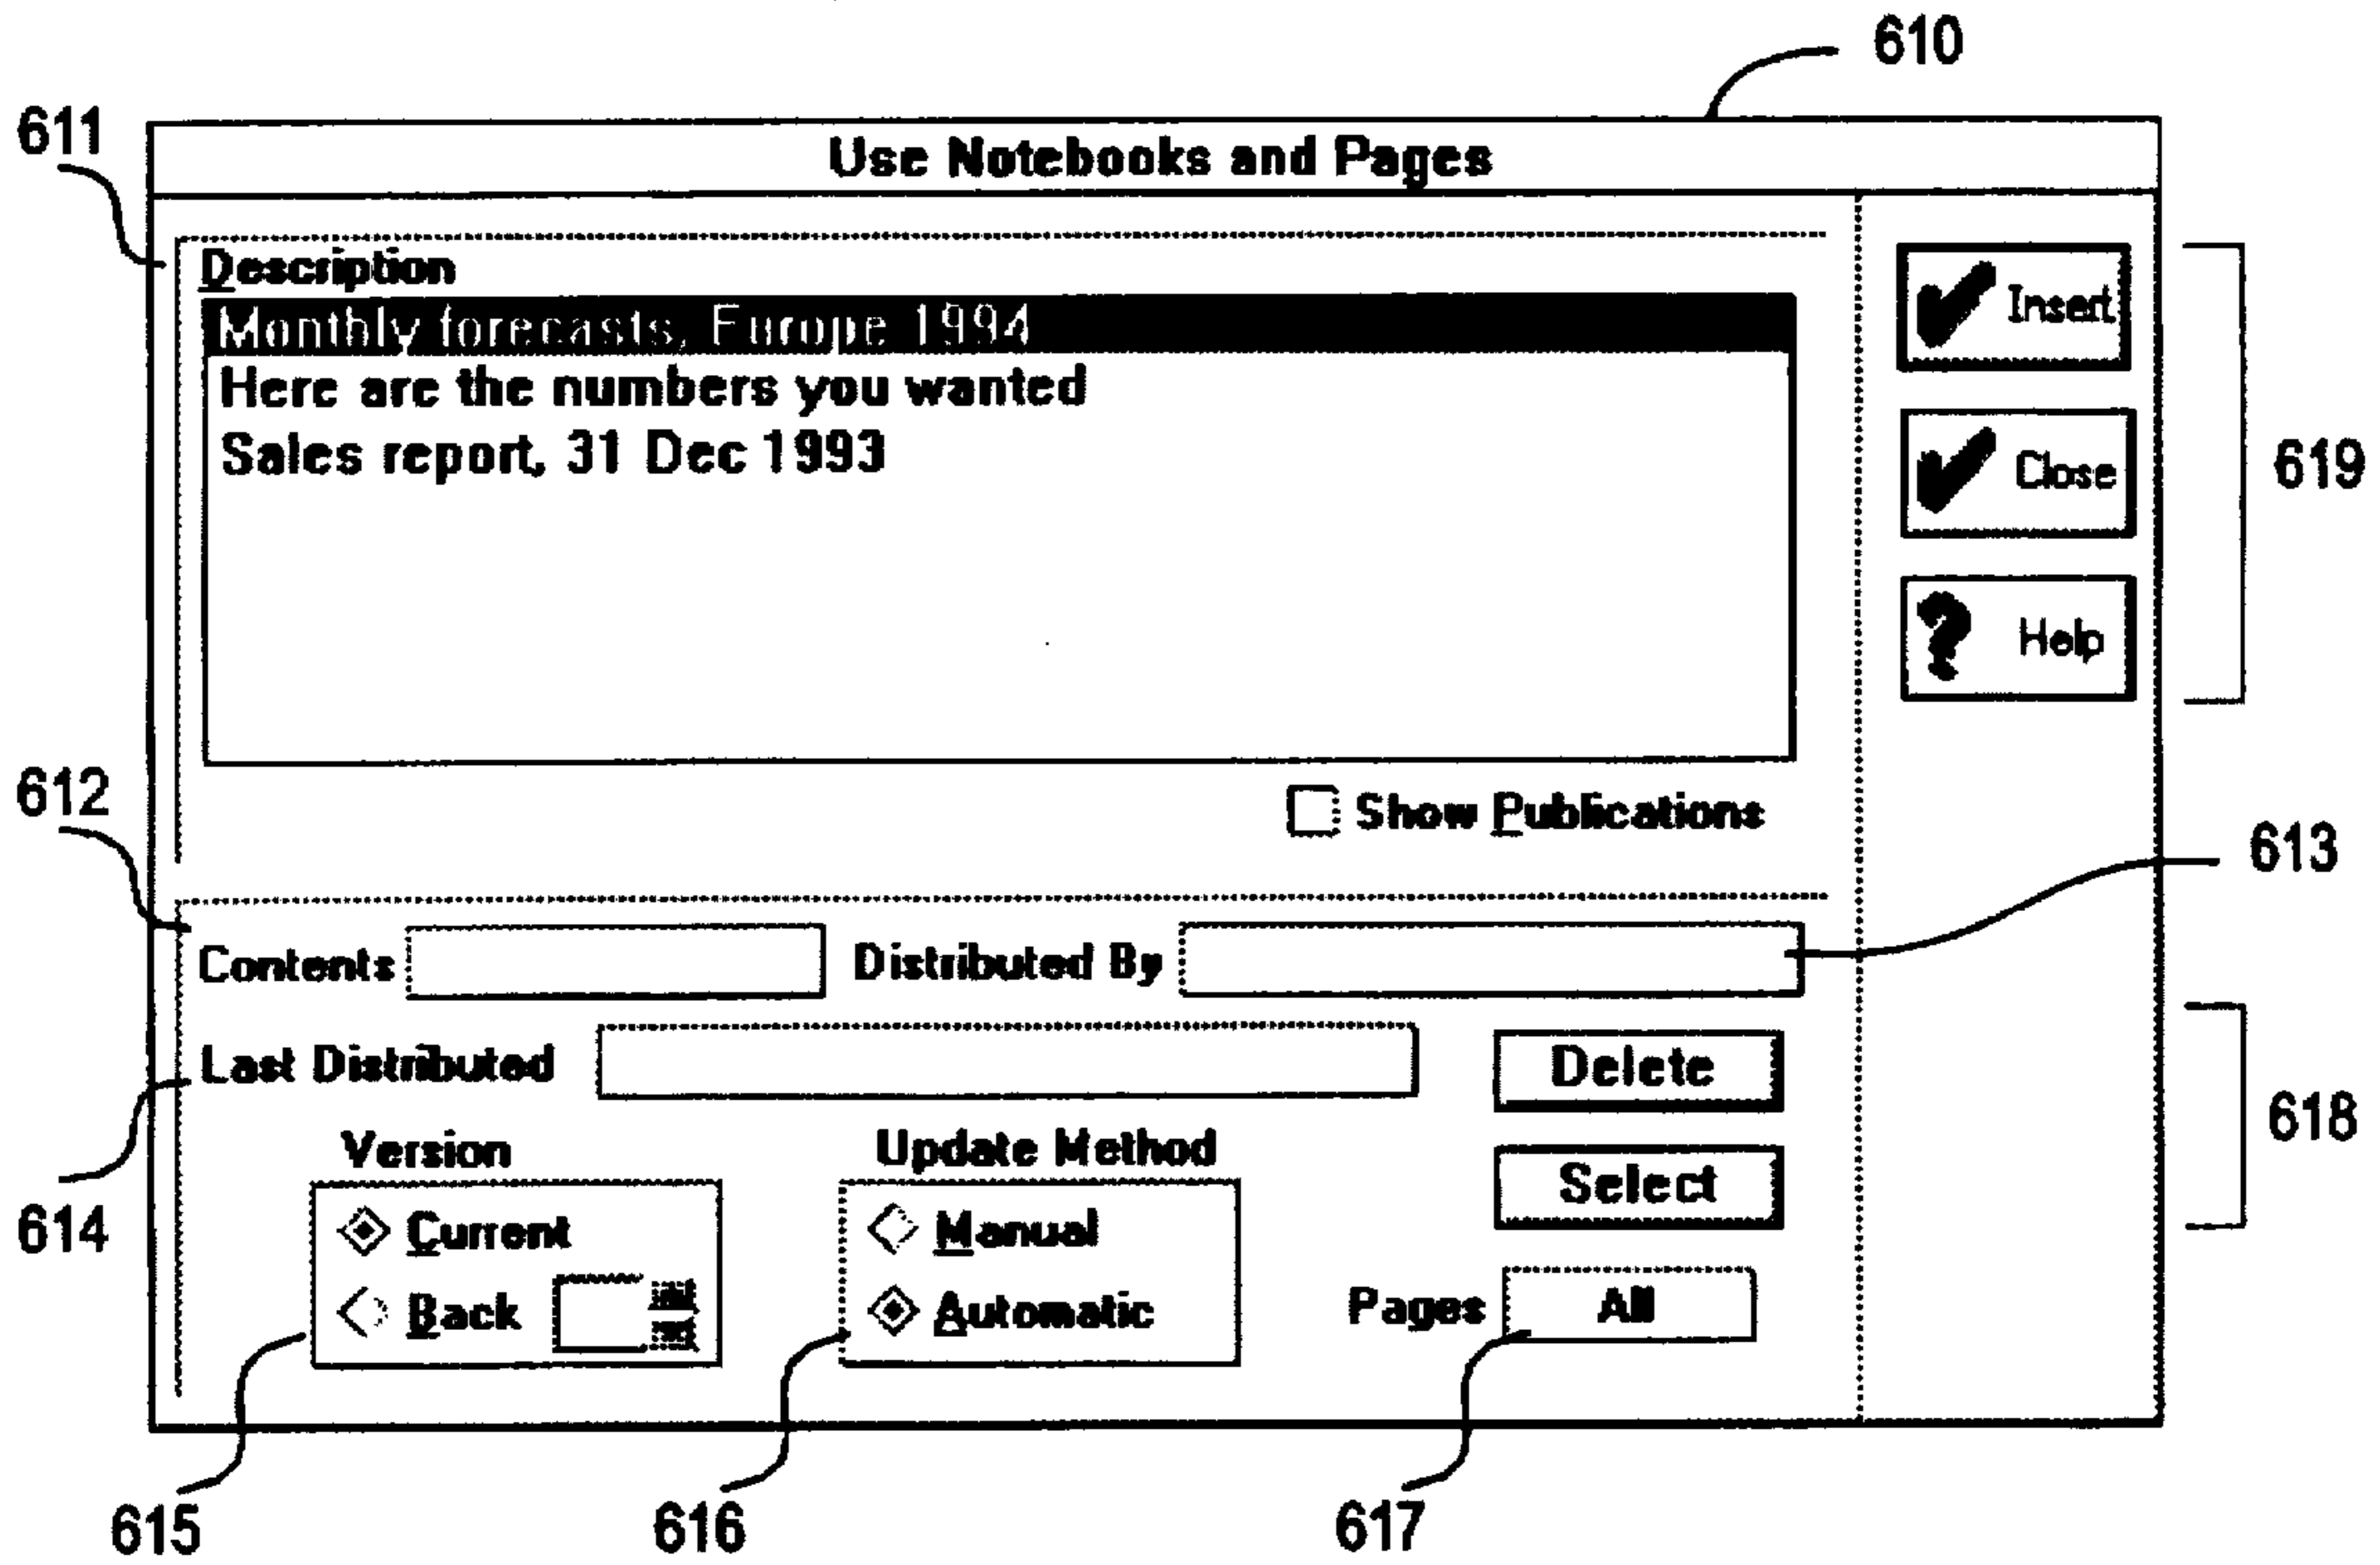 610
611
Use Notebooks and Pages
Description
Monthly forecasts, Europe 1994
Here are the numbers you wanted
Sales report, 31 Dec 1993
Insert
Close
Help
619
612
Show Publications
613
Contents
Distributed By
Last Distributed
Delete
618
Version
Update Method
Select
614
Current
Manual
Back
Automatic
Pages
All
615
616
617